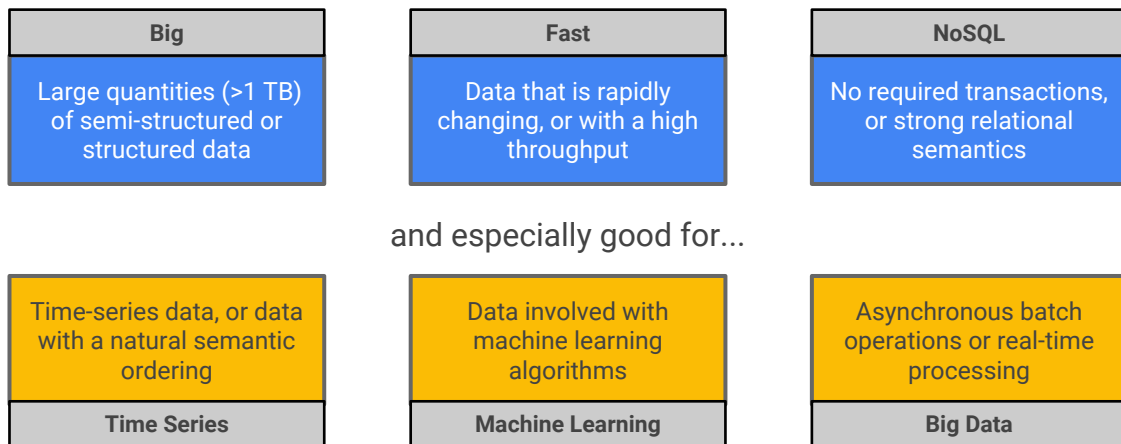 Big
Large quantities (>1 TB)
of semi-structured or
structured data
Fast
Data that is rapidly
changing, or with a high
throughput
NoSQL
No required transactions,
or strong relational
semantics
and especially good for...
Time-series data, or data
with a natural semantic
ordering
Time Series
Data involved with
machine learning
algorithms
Machine Learning
Asynchronous batch
operations or real-time
processing
Big Data